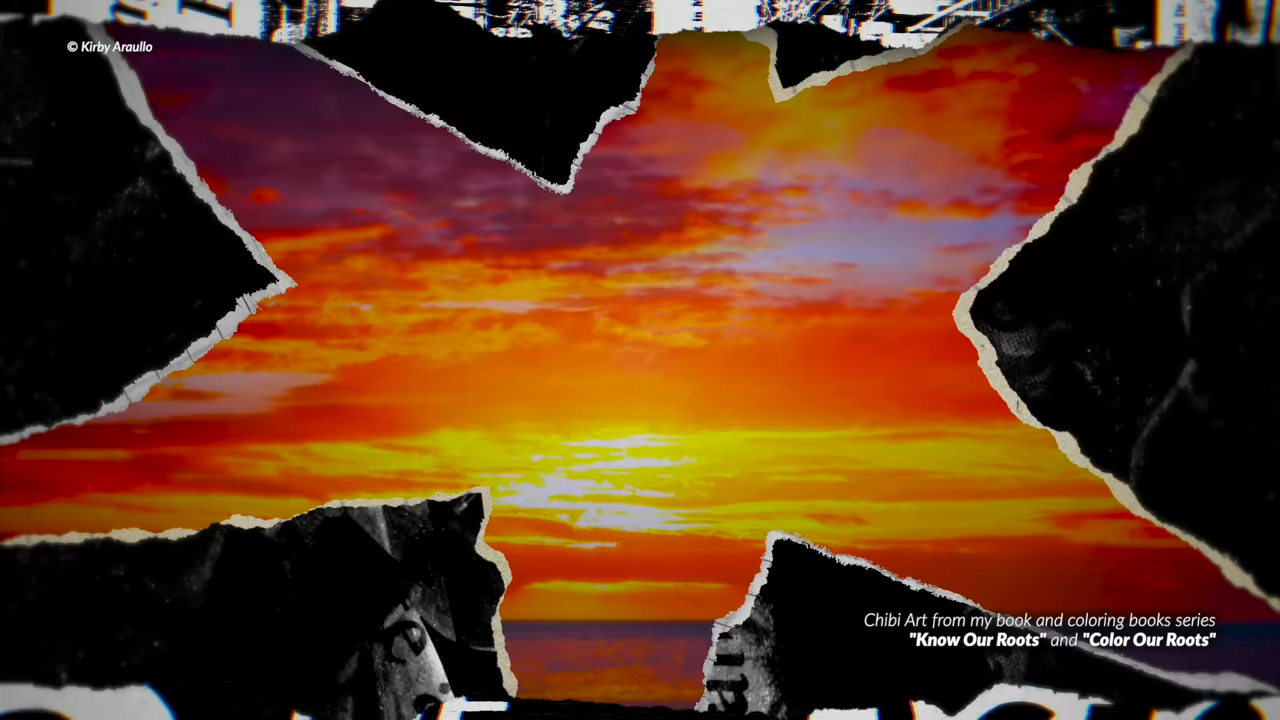 © Kirby Araullo
Chibi Art from my book and coloring books series
"Know Our Roots" and "Color Our Roots"